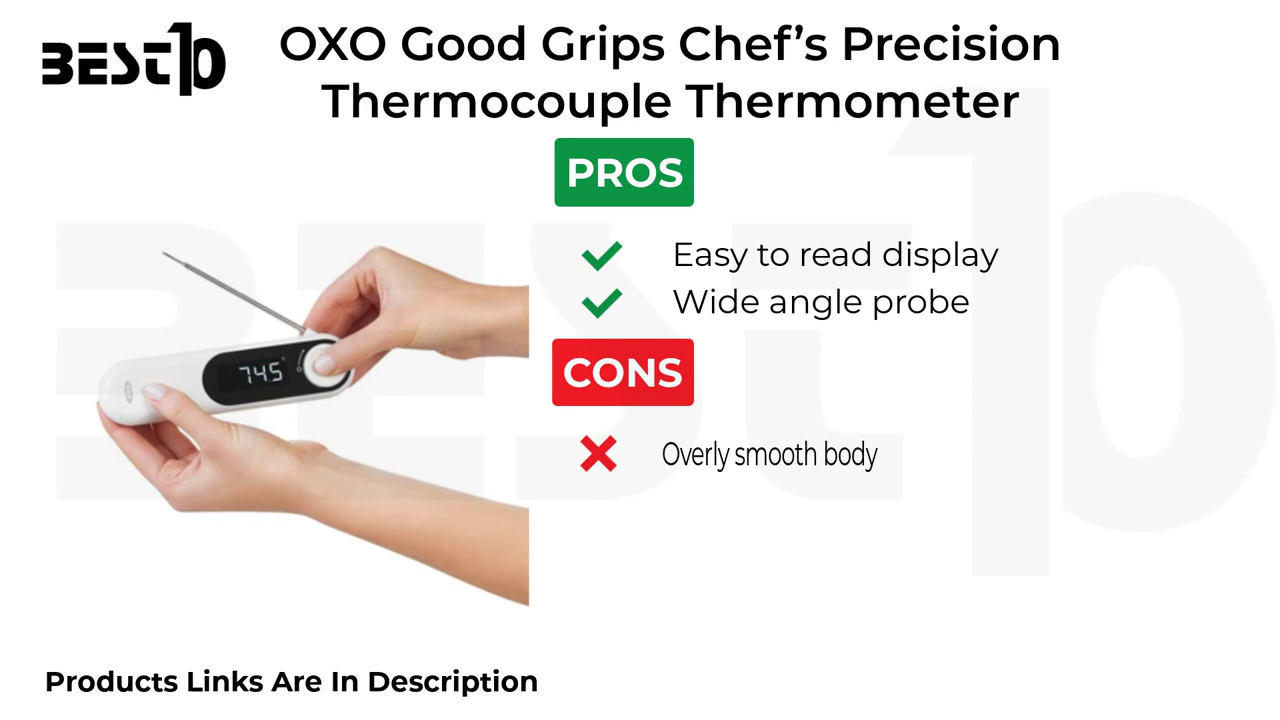 BEST10
OXO Good Grips Chef’s Precision
Thermocouple Thermometer
PROS
Easy to read display
Wide angle probe
CONS
Overly smooth body
74.5°
Products Links Are In Description